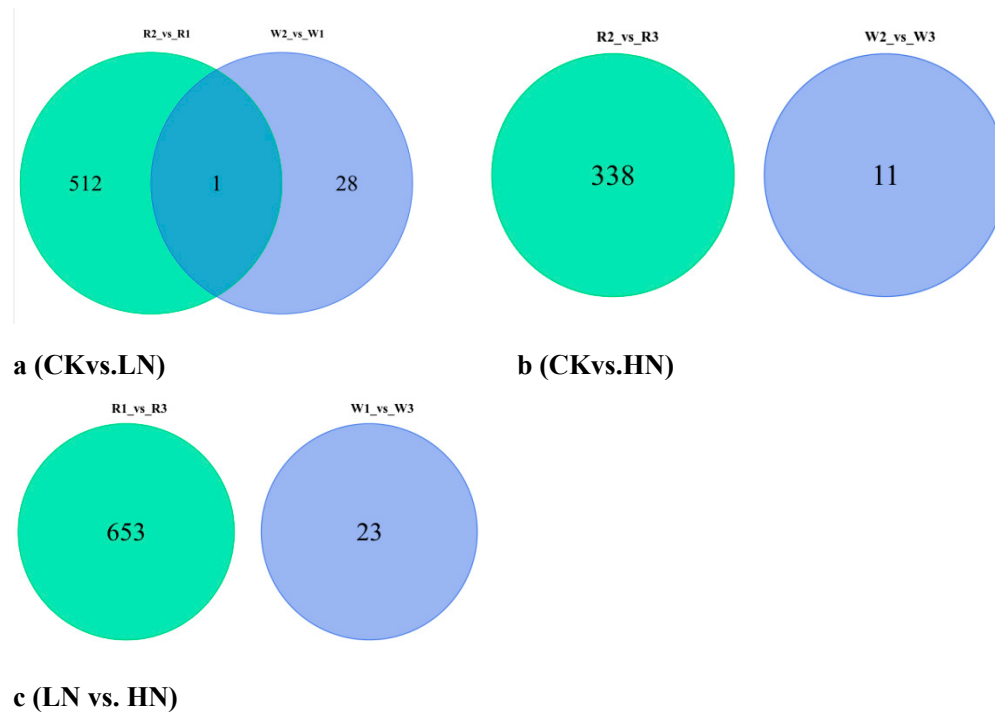 R2_vs_R1 W2_vs_W1
512 1 28
a (CKvs.LN)
R2_vs_R3 W2_vs_W3
338 11
b (CKvs.HN)
R1_vs_R3 W1_vs_W3
653 23
c (LN vs. HN)